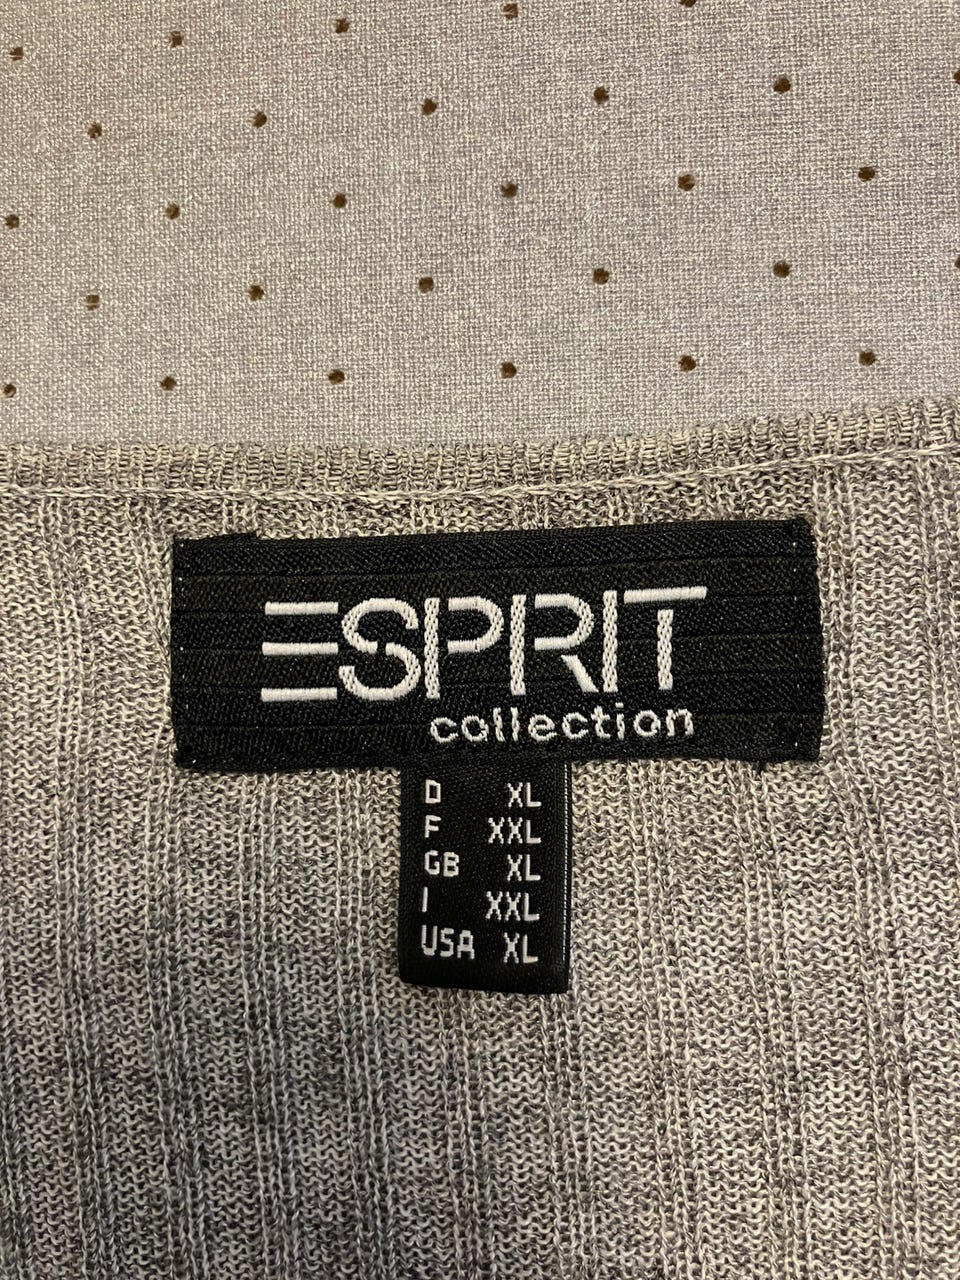 ESPRIT
collection
D XL
F XXL
GB XL
I XXL
USA XL